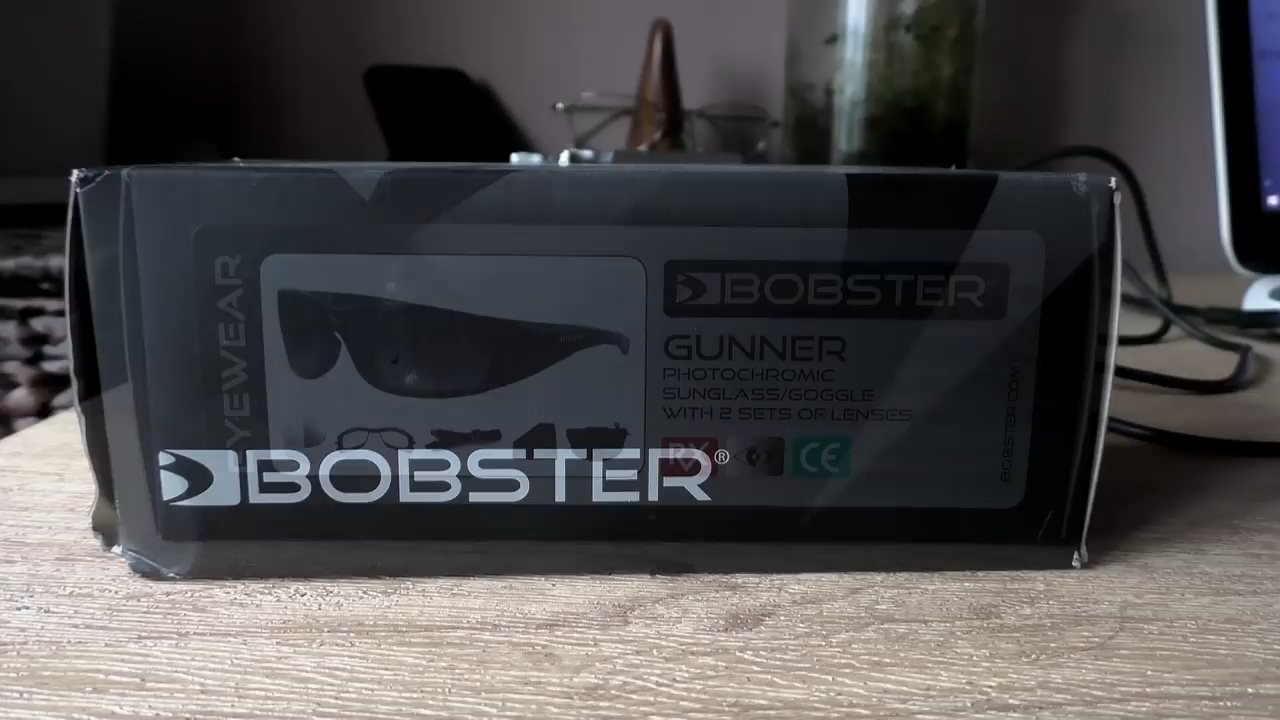 EYEWEAR
BOBSTER
GUNNER
PHOTOCHROMIC
SUNGLASS/GOGGLE
WITH 2 SETS OF LENSES
RX
CE
BOBSTER®
BOBSTER.COM